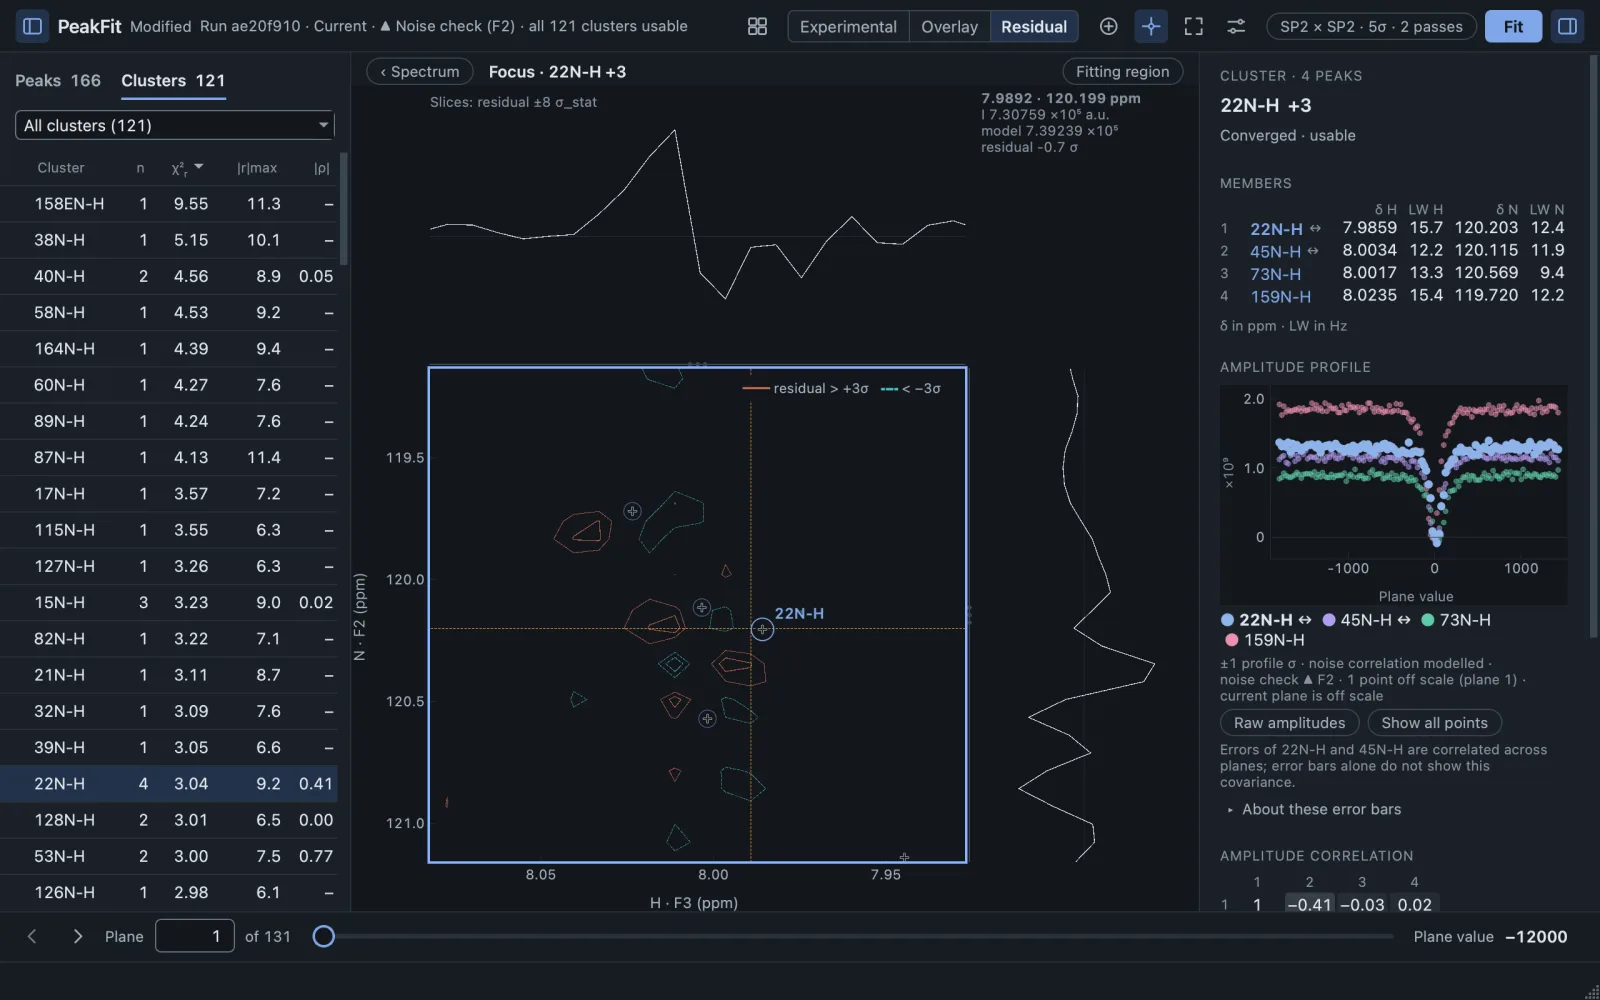 PeakFit Modified Run ae20f910 · Current · ▲ Noise check (F2) · all 121 clusters usable
Experimental Overlay Residual
SP2 × SP2 · 5σ · 2 passes
Fit
Peaks 166 Clusters 121
All clusters (121)
Cluster n χ²r |r|max |ρ|
158EN-H 1 9.55 11.3 –
38N-H 1 5.15 10.1 –
40N-H 2 4.56 8.9 0.05
58N-H 1 4.53 9.2 –
164N-H 1 4.39 9.4 –
60N-H 1 4.27 7.6 –
89N-H 1 4.24 7.6 –
87N-H 1 4.13 11.4 –
17N-H 1 3.57 7.2 –
115N-H 1 3.55 6.3 –
127N-H 1 3.26 6.3 –
15N-H 3 3.23 9.0 0.02
82N-H 1 3.22 7.1 –
21N-H 1 3.11 8.7 –
32N-H 1 3.09 7.6 –
39N-H 1 3.05 6.6 –
22N-H 4 3.04 9.2 0.41
128N-H 2 3.01 6.5 0.00
53N-H 2 3.00 7.5 0.77
126N-H 1 2.98 6.1 –
‹ Spectrum
Focus · 22N-H +3
Fitting region
Slices: residual ±8 σ_stat
7.9892 · 120.199 ppm
I 7.30759 ×10⁶ a.u.
model 7.39239 ×10⁶
residual -0.7 σ
residual > +3σ < −3σ
22N-H
119.5
120.0
120.5
121.0
N · F2 (ppm)
8.05 8.00 7.95
H · F3 (ppm)
CLUSTER · 4 PEAKS
22N-H +3
Converged · usable
MEMBERS
δ H LW H δ N LW N
1 22N-H ↔ 7.9859 15.7 120.203 12.4
2 45N-H ↔ 8.0034 12.2 120.115 11.9
3 73N-H 8.0017 13.3 120.569 9.4
4 159N-H 8.0235 15.4 119.720 12.2
δ in ppm · LW in Hz
AMPLITUDE PROFILE
2.0
1.0
0
×10⁹
-1000 0 1000
Plane value
22N-H ↔ 45N-H ↔ 73N-H
159N-H
±1 profile σ · noise correlation modelled ·
noise check ▲ F2 · 1 point off scale (plane 1) ·
current plane is off scale
Raw amplitudes Show all points
Errors of 22N-H and 45N-H are correlated across
planes; error bars alone do not show this
covariance.
▸ About these error bars
AMPLITUDE CORRELATION
1 2 3 4
1 1 −0.41 −0.03 0.02
Plane 1 of 131
Plane value −12000